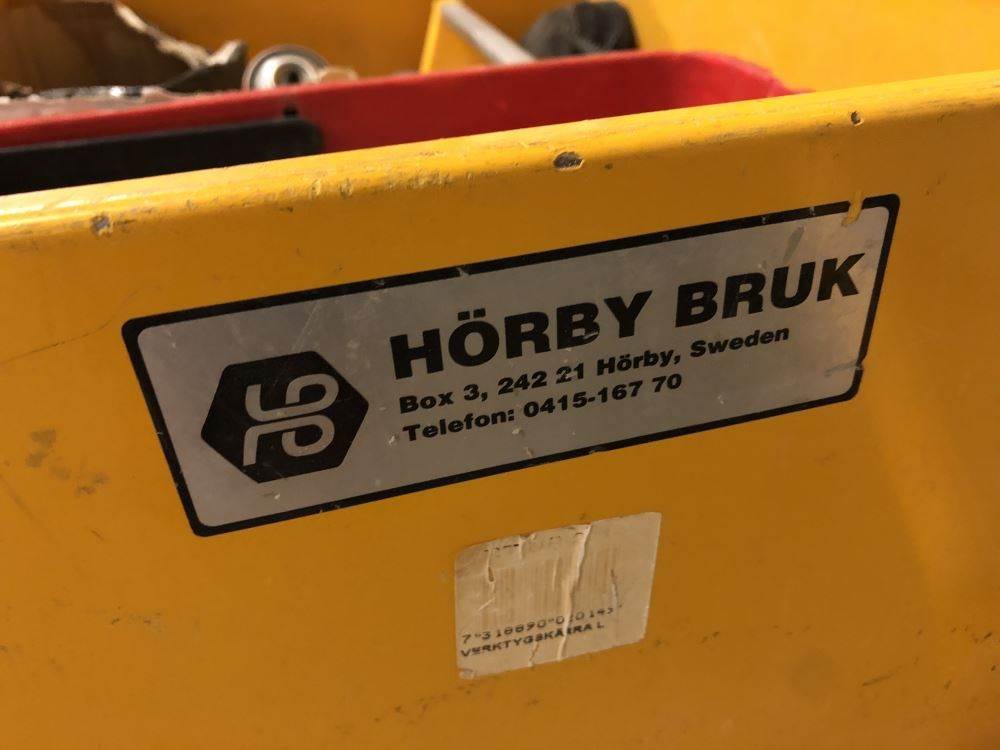 HÖRBY BRUK
Box 3, 242 21 Hörby, Sweden
Telefon: 0415-167 70
VERKTYGSKÄRRA L